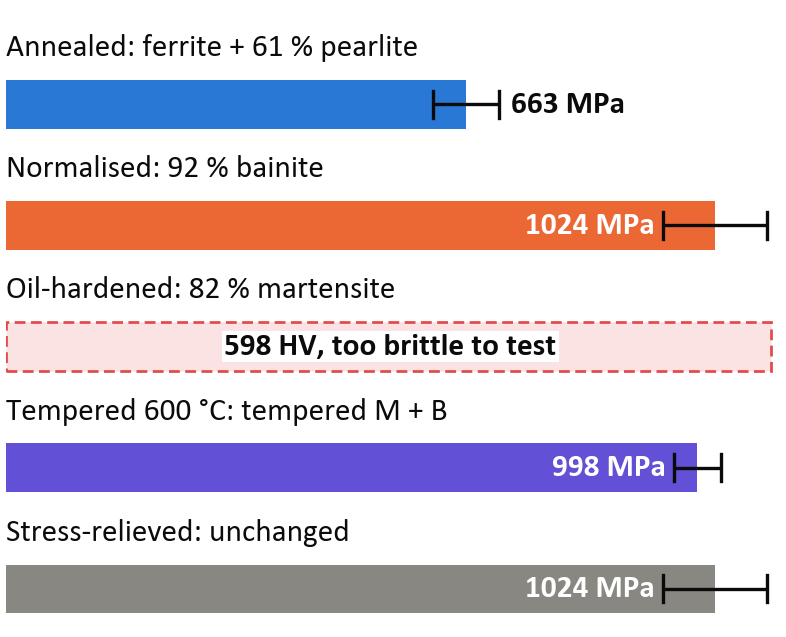 Annealed: ferrite + 61 % pearlite
663 MPa
Normalised: 92 % bainite
1024 MPa
Oil-hardened: 82 % martensite
598 HV, too brittle to test
Tempered 600 °C: tempered M + B
998 MPa
Stress-relieved: unchanged
1024 MPa